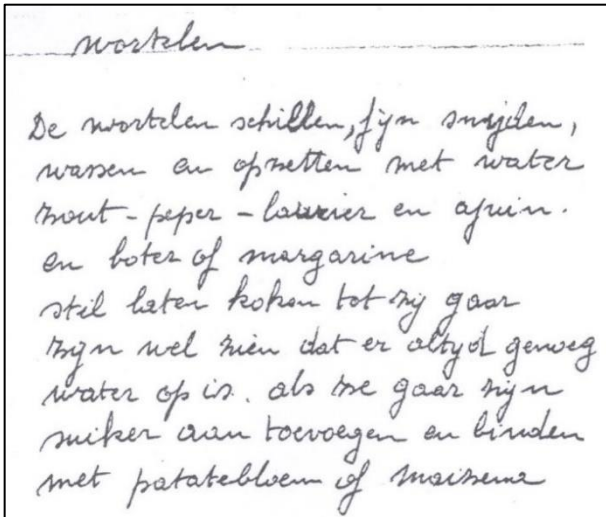 wortelen
De wortelen schillen, fijn snijden,
wassen en opzetten met water
zout - peper - laurier en ajuin.
en boter of margarine
stil laten koken tot zij gaar
zijn wel zien dat er altijd genoeg
water op is. als ze gaar zijn
suiker aan toevoegen en binden
met patatebloem of maizena